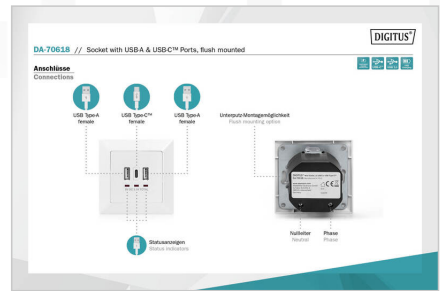 DIGITUS®
DA-70618 // Socket with USB-A & USB-C™ Ports, flush mounted
Anschlüsse
Connections
USB Type-A
female
USB Type-C™
female
USB Type-A
female
Unterputz-Montagemöglichkeit
Flush mounting option
Statusanzeigen
Status indicators
Nullleiter
Neutral
Phase
Phase